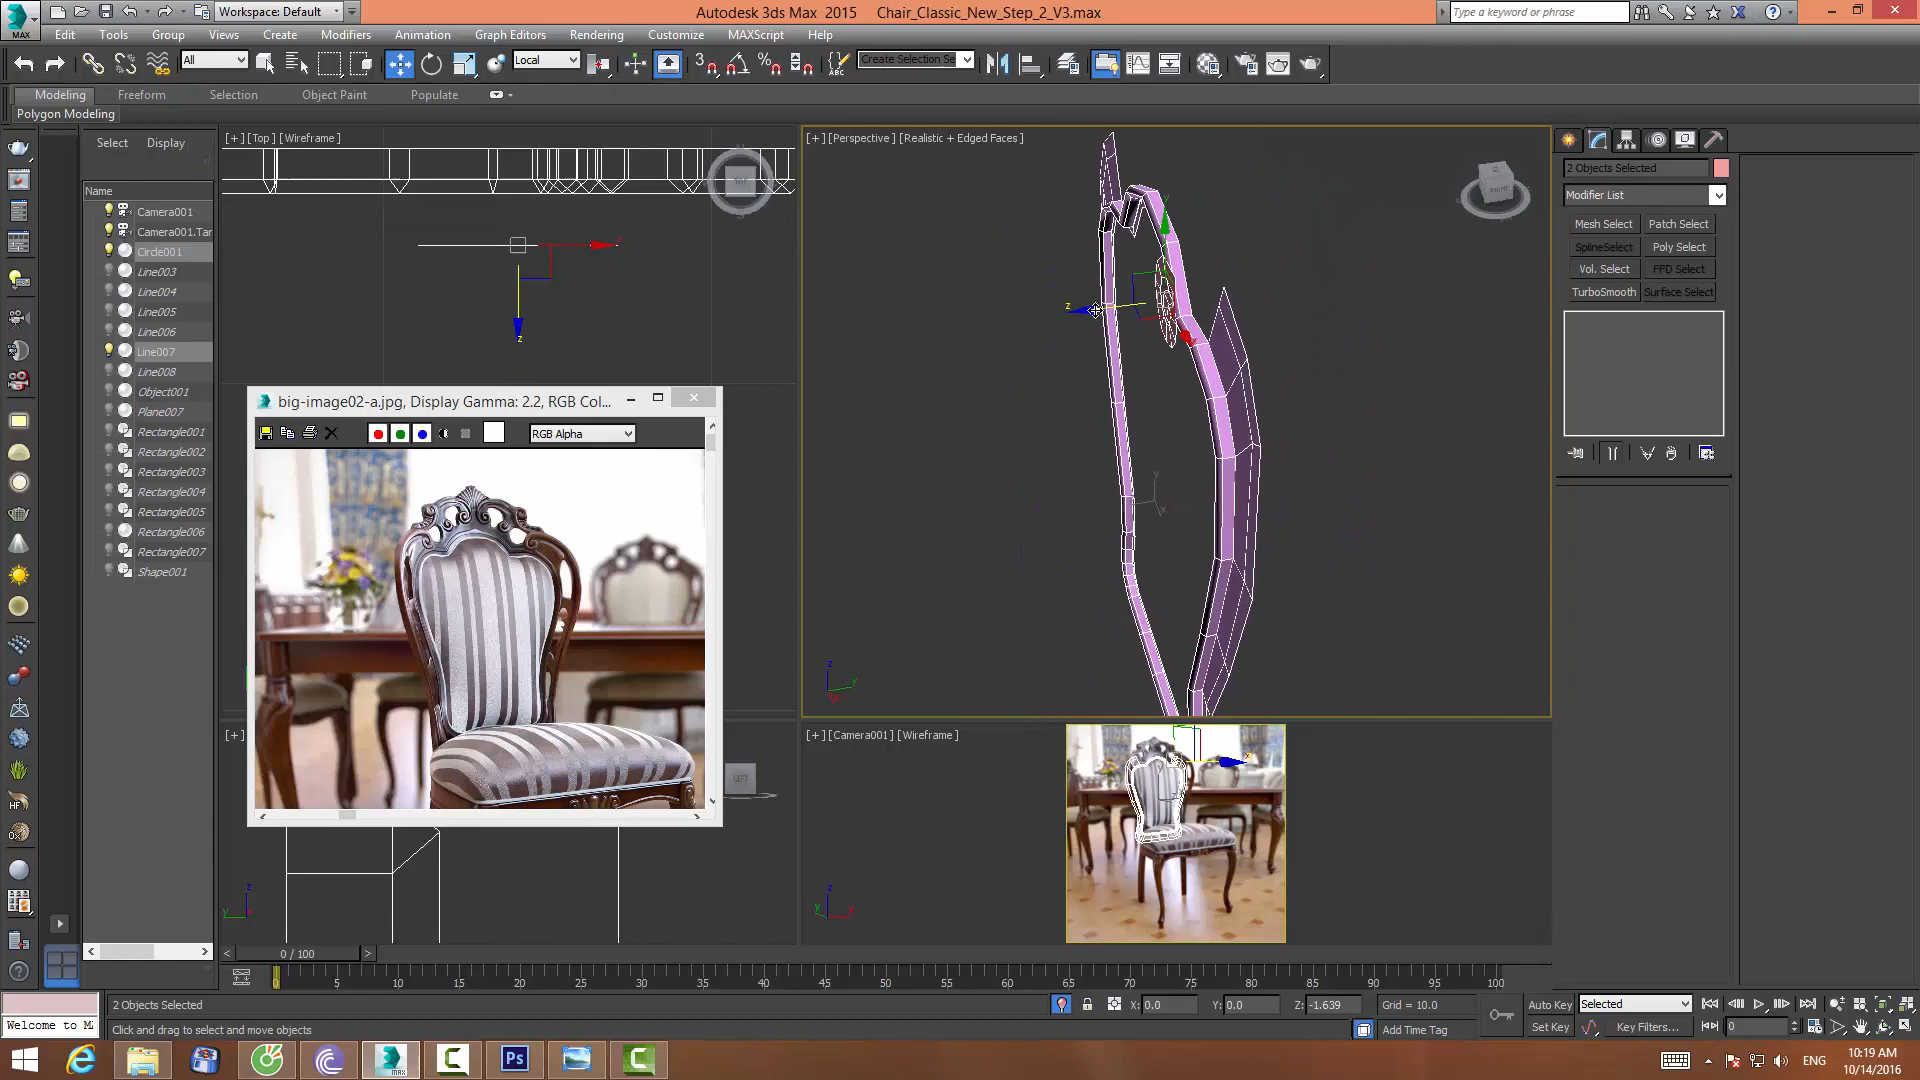 Workspace: Default
Autodesk 3ds Max 2015 Chair_Classic_New_Step_2_V3.max
Type a keyword or phrase
MAX
Edit Tools Group Views Create Modifiers Animation Graph Editors Rendering Customize MAXScript Help
All
Local
Create Selection Se
Modeling Freeform Selection Object Paint Populate
Polygon Modeling
Select Display
Name
Camera001
Camera001.Tar
Circle001
Line003
Line004
Line005
Line006
Line007
Line008
Object001
Plane007
Rectangle001
Rectangle002
Rectangle003
Rectangle004
Rectangle005
Rectangle006
Rectangle007
Shape001
[+] [Top] [Wireframe]
TOP
[+] [Perspective] [Realistic + Edged Faces]
RIGHT
2 Objects Selected
Modifier List
Mesh Select Patch Select
SplineSelect Poly Select
Vol. Select FFD Select
TurboSmooth Surface Select
big-image02-a.jpg, Display Gamma: 2.2, RGB Col...
RGB Alpha
[+]
LEFT
[+] [Camera001] [Wireframe]
HF
0 / 100
0 5 10 15 20 25 30 35 40 45 50 55 60 65 70 75 80 85 90 95 100
2 Objects Selected
X: 0.0 Y: 0.0 Z: -1.639 Grid = 10.0
Auto Key Selected
Welcome to M
Click and drag to select and move objects
Add Time Tag
Set Key Key Filters... 0
Ps
MAX
ENG
10:19 AM
10/14/2016